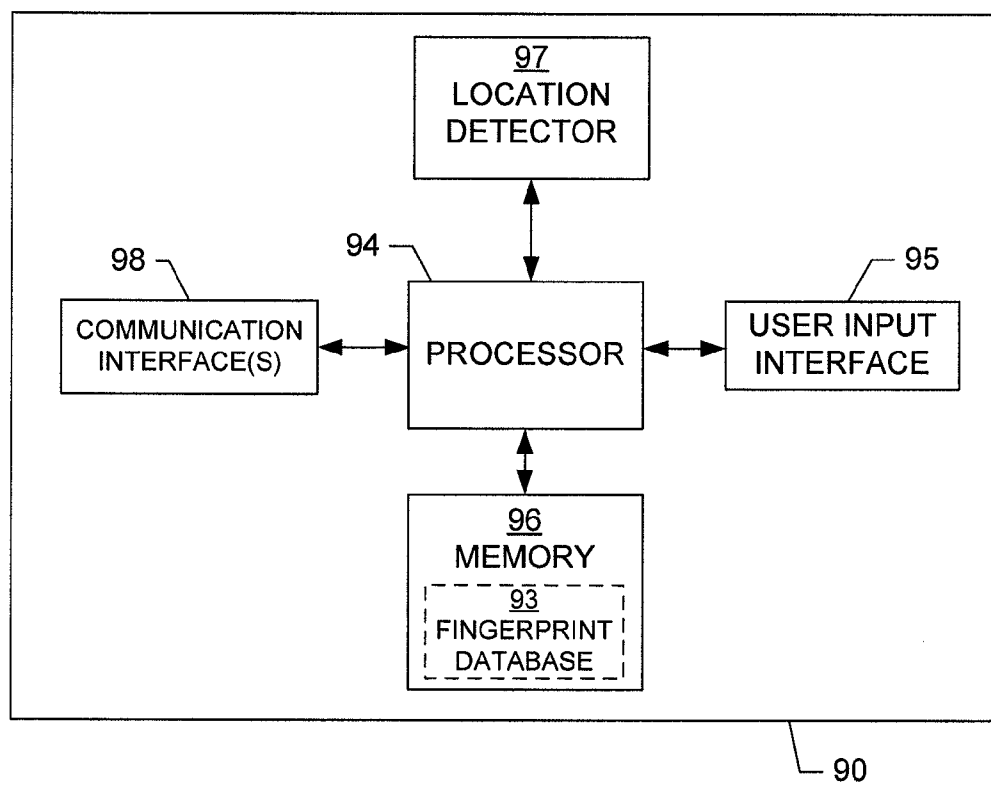 97
LOCATION
DETECTOR
94
98
95
COMMUNICATION
INTERFACE(S)
PROCESSOR
USER INPUT
INTERFACE
96
MEMORY
93
FINGERPRINT
DATABASE
90